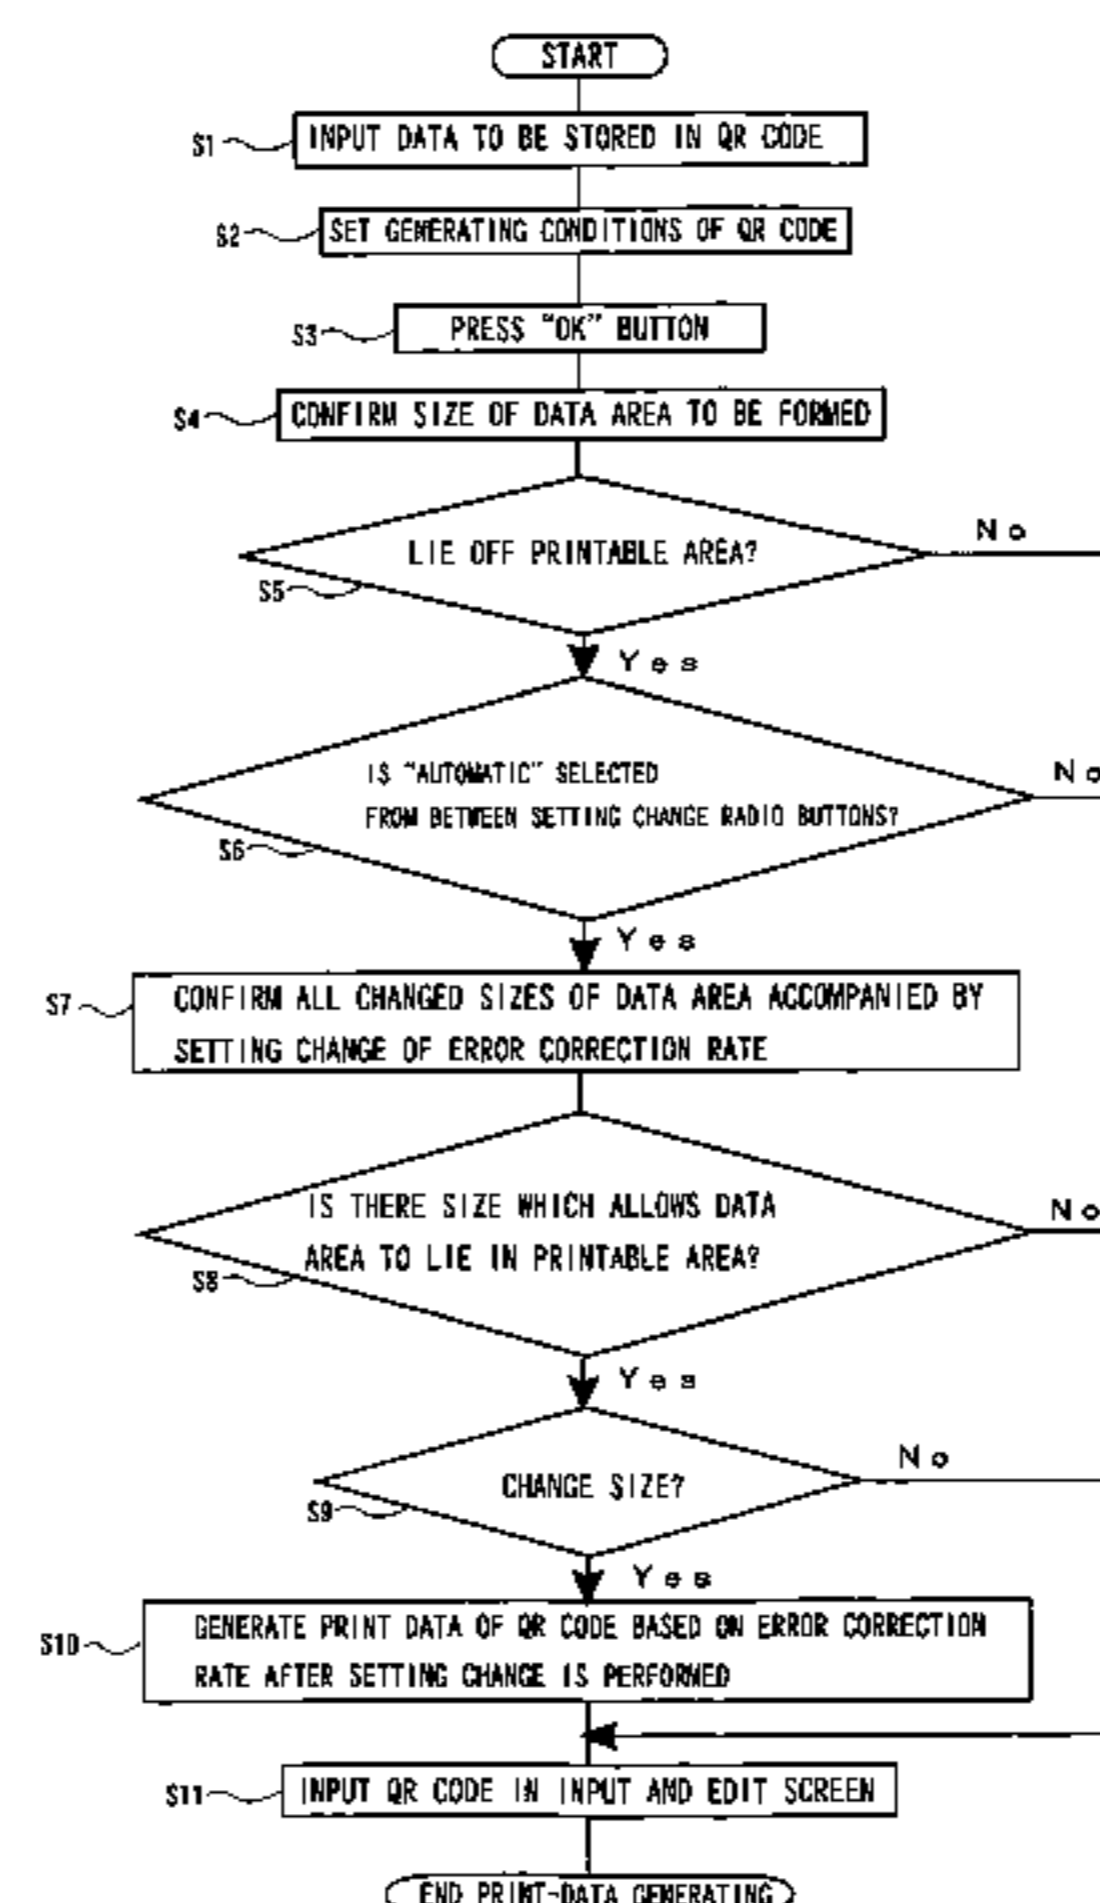 START
S1
INPUT DATA TO BE STORED IN QR CODE
S2
SET GENERATING CONDITIONS OF QR CODE
S3
PRESS “OK” BUTTON
S4
CONFIRM SIZE OF DATA AREA TO BE FORMED
LIE OFF PRINTABLE AREA?
No
S5
Yes
IS “AUTOMATIC” SELECTED
No
FROM BETWEEN SETTING CHANGE RADIO BUTTONS?
S6
Yes
S7
CONFIRM ALL CHANGED SIZES OF DATA AREA ACCOMPANIED BY
SETTING CHANGE OF ERROR CORRECTION RATE
IS THERE SIZE WHICH ALLOWS DATA
No
AREA TO LIE IN PRINTABLE AREA?
S8
Yes
CHANGE SIZE?
No
S9
Yes
S10
GENERATE PRINT DATA OF QR CODE BASED ON ERROR CORRECTION
RATE AFTER SETTING CHANGE IS PERFORMED
S11
INPUT QR CODE IN INPUT AND EDIT SCREEN
END PRINT-DATA GENERATING